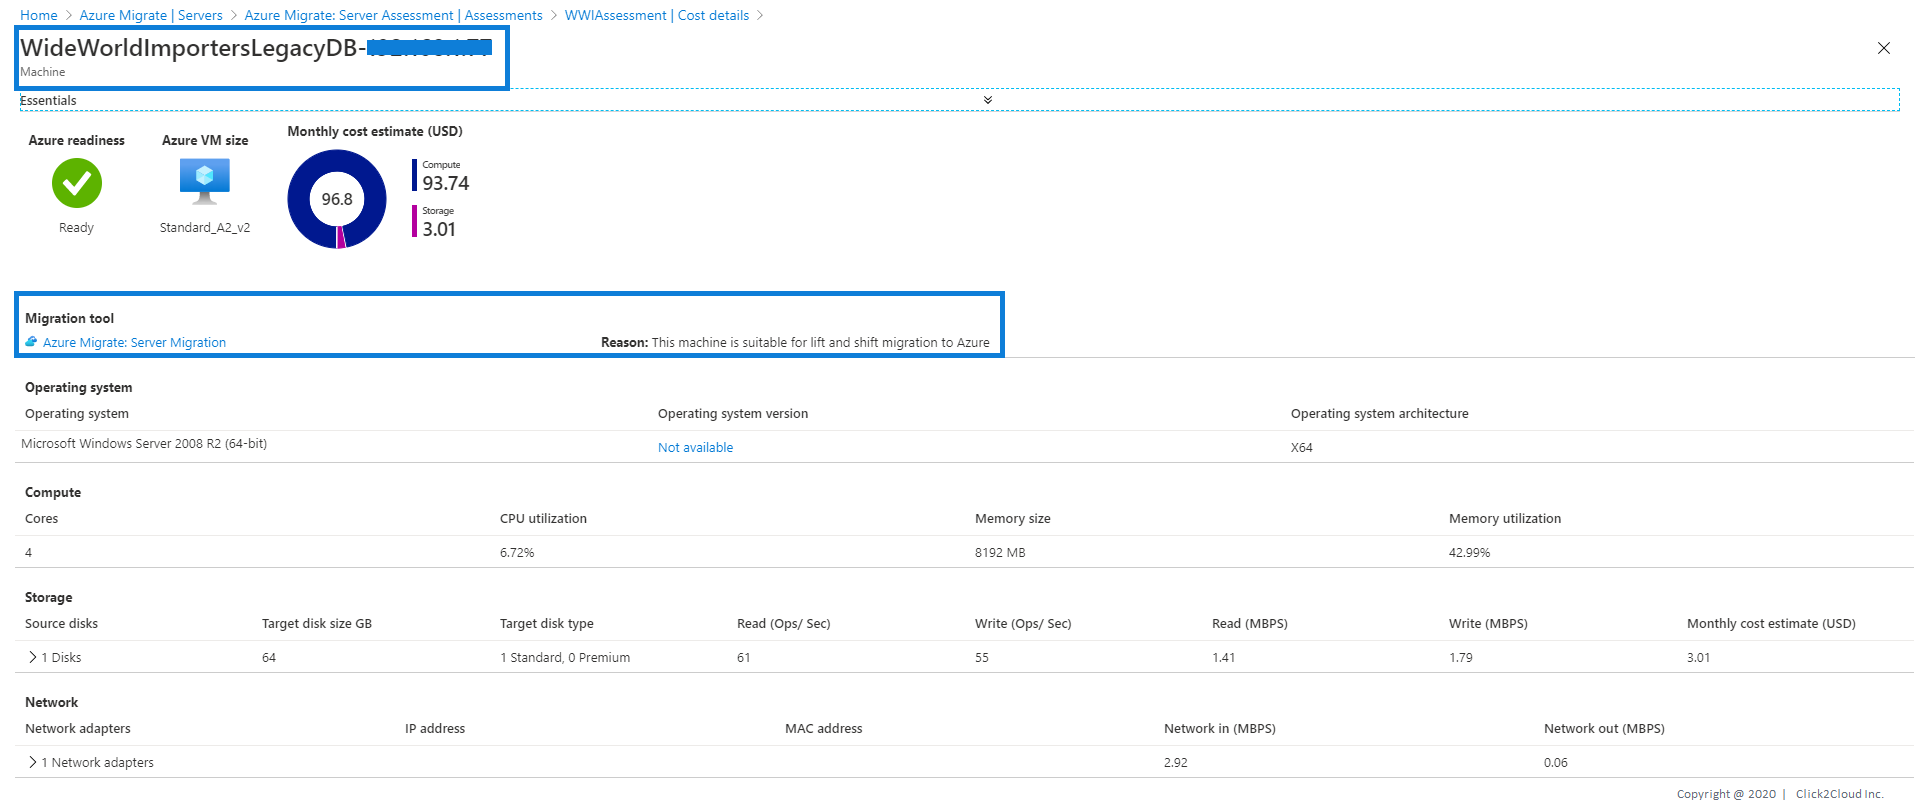 Home > Azure Migrate | Servers > Azure Migrate: Server Assessment | Assessments > WWIAssessment | Cost details >
WideWorldImportersLegacyDB-
Machine
Essentials
Azure readiness
Ready
Azure VM size
Standard_A2_v2
Monthly cost estimate (USD)
96.8
Compute
93.74
Storage
3.01
Migration tool
Azure Migrate: Server Migration Reason: This machine is suitable for lift and shift migration to Azure
Operating system
Operating system Operating system version Operating system architecture
Microsoft Windows Server 2008 R2 (64-bit) Not available X64
Compute
Cores CPU utilization Memory size Memory utilization
4 6.72% 8192 MB 42.99%
Storage
Source disks Target disk size GB Target disk type Read (Ops/ Sec) Write (Ops/ Sec) Read (MBPS) Write (MBPS) Monthly cost estimate (USD)
1 Disks 64 1 Standard, 0 Premium 61 55 1.41 1.79 3.01
Network
Network adapters IP address MAC address Network in (MBPS) Network out (MBPS)
1 Network adapters 2.92 0.06
Copyright @ 2020 | Click2Cloud Inc.